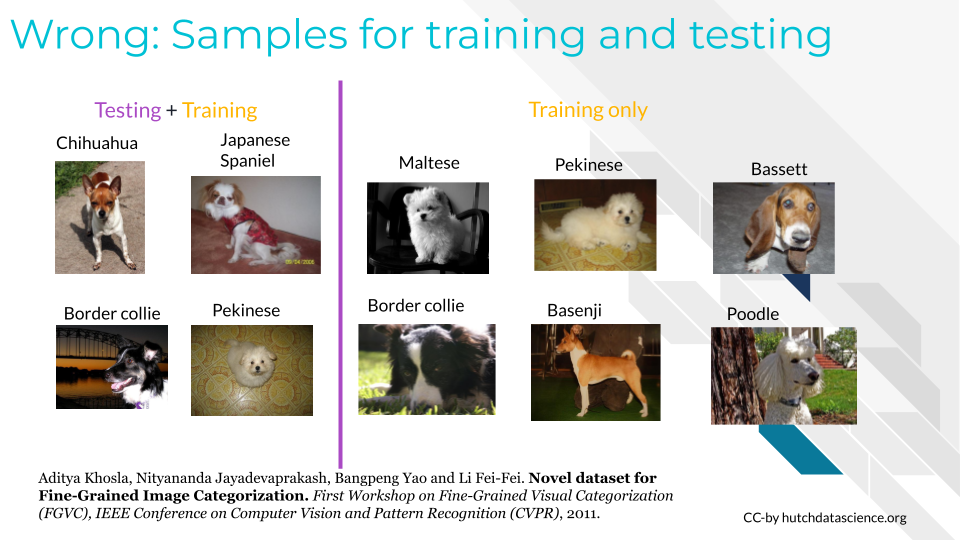 Wrong: Samples for training and testing
Testing + Training
Training only
Chihuahua
Japanese
Spaniel
Maltese
Pekinese
Bassett
Border collie
Pekinese
Border collie
Basenji
Poodle
Aditya Khosla, Nityananda Jayadevaprakash, Bangpeng Yao and Li Fei-Fei. Novel dataset for
Fine-Grained Image Categorization. First Workshop on Fine-Grained Visual Categorization
(FGVC), IEEE Conference on Computer Vision and Pattern Recognition (CVPR), 2011.
CC-by hutchdatascience.org